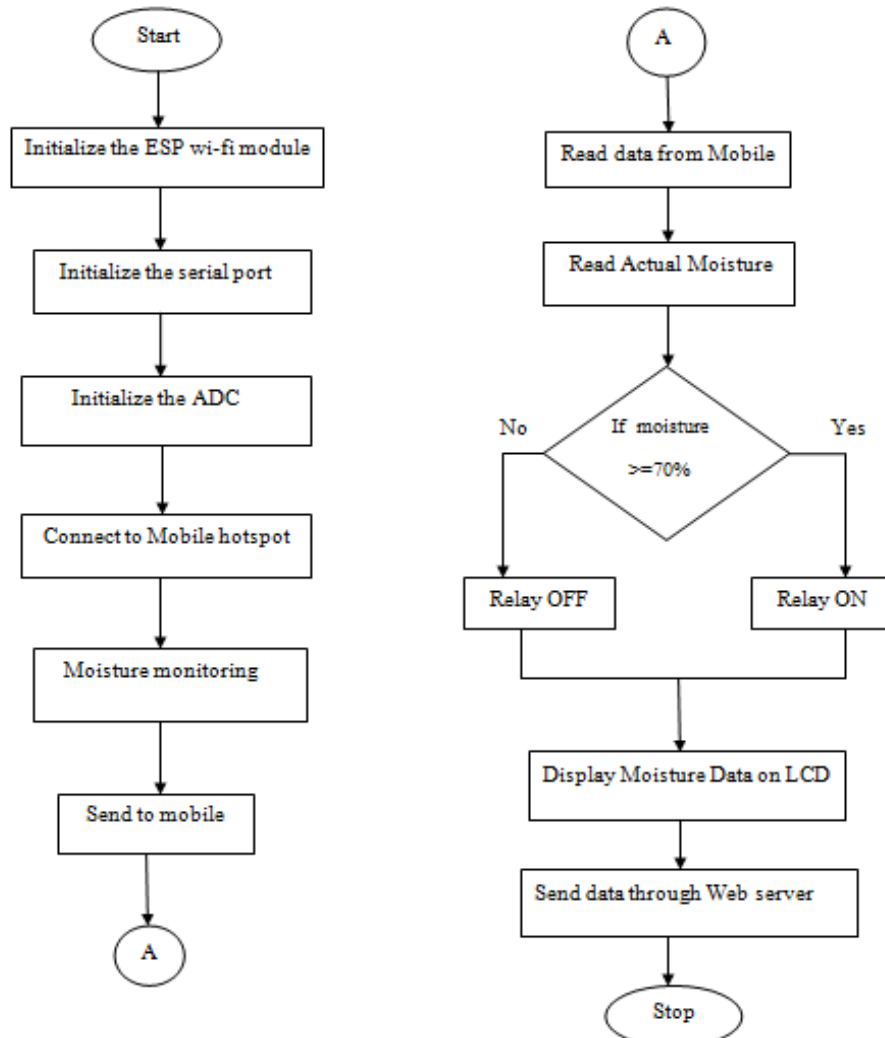 Start
Initialize the ESP wi-fi module
Initialize the serial port
Initialize the ADC
Connect to Mobile hotspot
Moisture monitoring
Send to mobile
A
A
Read data from Mobile
Read Actual Moisture
If moisture
>=70%
No
Yes
Relay OFF
Relay ON
Display Moisture Data on LCD
Send data through Web server
Stop